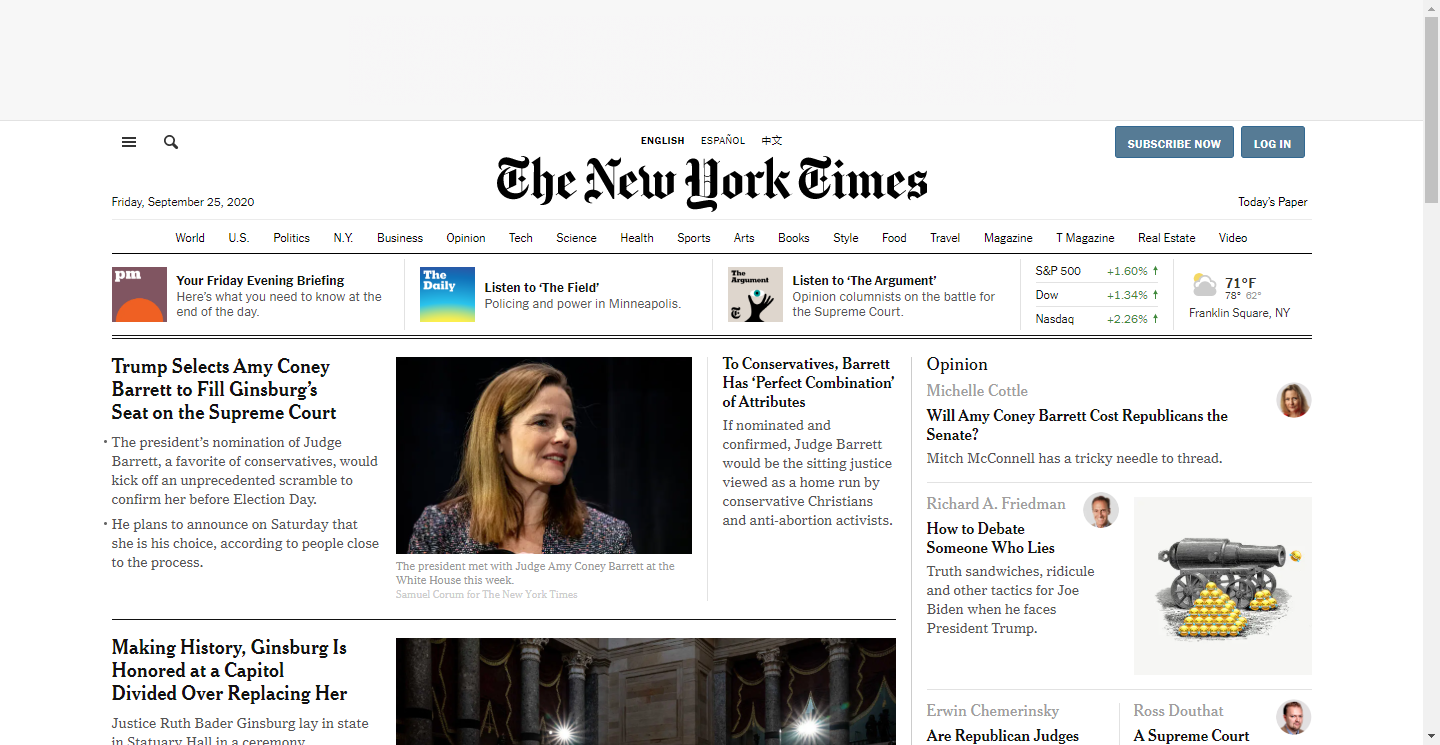 ENGLISH ESPAÑOL 中文
SUBSCRIBE NOW LOG IN
The New York Times
Friday, September 25, 2020
Today's Paper
World U.S. Politics N.Y. Business Opinion Tech Science Health Sports Arts Books Style Food Travel Magazine T Magazine Real Estate Video
pm
Your Friday Evening Briefing
Here's what you need to know at the
end of the day.
The
Daily
Listen to ‘The Field’
Policing and power in Minneapolis.
The
Argument
Listen to ‘The Argument’
Opinion columnists on the battle for
the Supreme Court.
S&P 500 +1.60% ↑
Dow +1.34% ↑
Nasdaq +2.26% ↑
71°F
78° 62°
Franklin Square, NY
Trump Selects Amy Coney
Barrett to Fill Ginsburg’s
Seat on the Supreme Court
• The president’s nomination of Judge
Barrett, a favorite of conservatives, would
kick off an unprecedented scramble to
confirm her before Election Day.
• He plans to announce on Saturday that
she is his choice, according to people close
to the process.
The president met with Judge Amy Coney Barrett at the
White House this week.
Samuel Corum for The New York Times
To Conservatives, Barrett
Has ‘Perfect Combination’
of Attributes
If nominated and
confirmed, Judge Barrett
would be the sitting justice
viewed as a home run by
conservative Christians
and anti-abortion activists.
Making History, Ginsburg Is
Honored at a Capitol
Divided Over Replacing Her
Justice Ruth Bader Ginsburg lay in state
in Statuary Hall in a ceremony
Opinion
Michelle Cottle
Will Amy Coney Barrett Cost Republicans the
Senate?
Mitch McConnell has a tricky needle to thread.
Richard A. Friedman
How to Debate
Someone Who Lies
Truth sandwiches, ridicule
and other tactics for Joe
Biden when he faces
President Trump.
Erwin Chemerinsky
Are Republican Judges
Ross Douthat
A Supreme Court